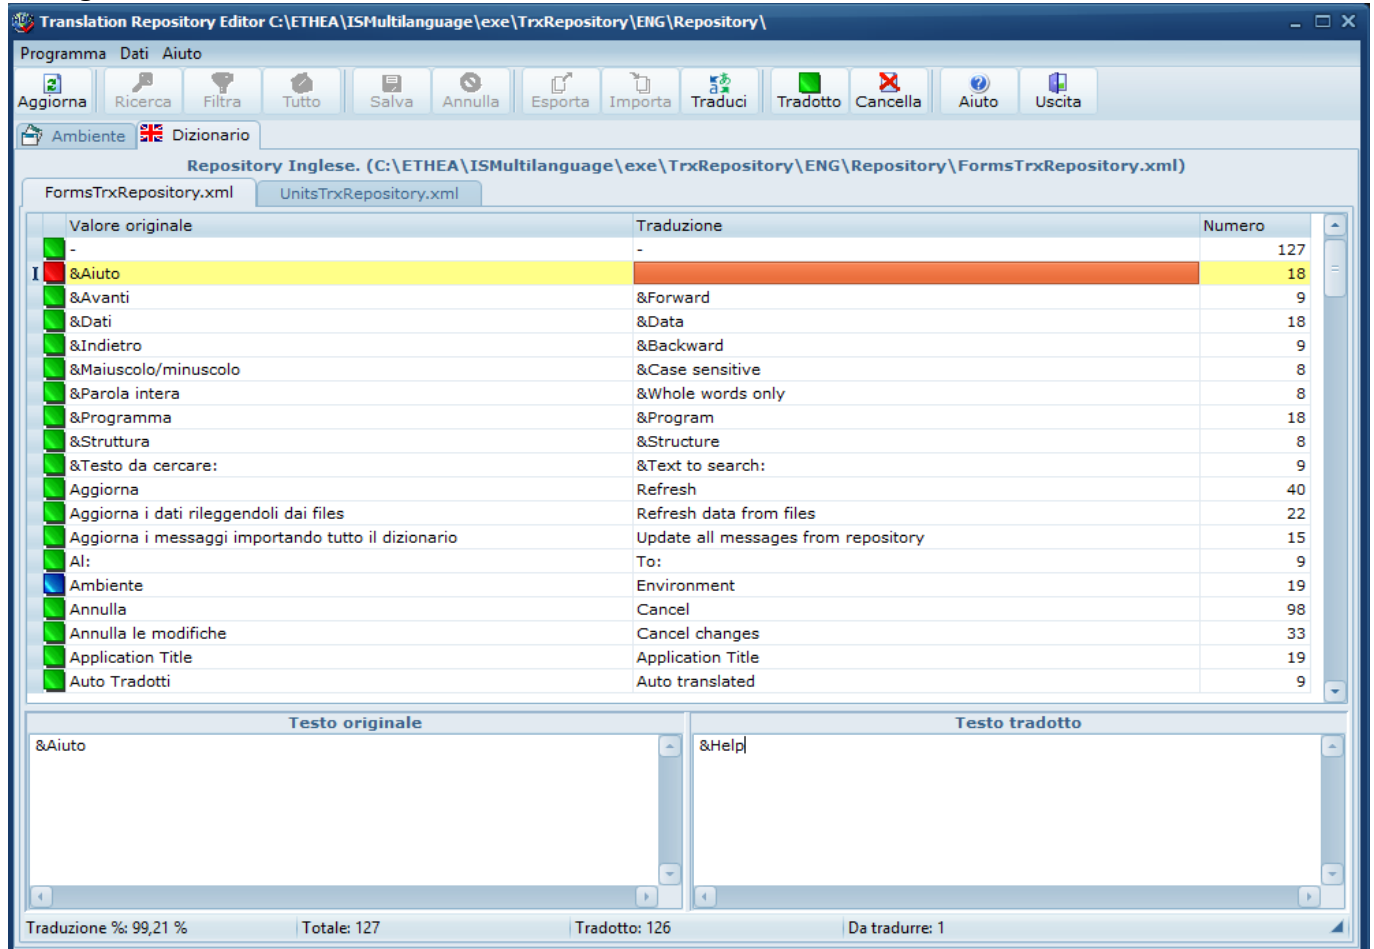 Translation Repository Editor C:\ETHEA\ISMultilanguage\exe\TrxRepository\ENG\Repository\
Programma Dati Aiuto
Aggiorna Ricerca Filtra Tutto Salva Annulla Esporta Importa Traduci Tradotto Cancella Aiuto Uscita
Ambiente Dizionario
Repository Inglese. (C:\ETHEA\ISMultilanguage\exe\TrxRepository\ENG\Repository\FormsTrxRepository.xml)
FormsTrxRepository.xml UnitsTrxRepository.xml
Valore originale Traduzione Numero
- - 127
&Aiuto 18
&Avanti &Forward 9
&Dati &Data 18
&Indietro &Backward 9
&Maiuscolo/minuscolo &Case sensitive 8
&Parola intera &Whole words only 8
&Programma &Program 18
&Struttura &Structure 8
&Testo da cercare: &Text to search: 9
Aggiorna Refresh 40
Aggiorna i dati rileggendoli dai files Refresh data from files 22
Aggiorna i messaggi importando tutto il dizionario Update all messages from repository 15
Al: To: 9
Ambiente Environment 19
Annulla Cancel 98
Annulla le modifiche Cancel changes 33
Application Title Application Title 19
Auto Tradotti Auto translated 9
Testo originale Testo tradotto
&Aiuto &Help
Traduzione %: 99,21 % Totale: 127 Tradotto: 126 Da tradurre: 1